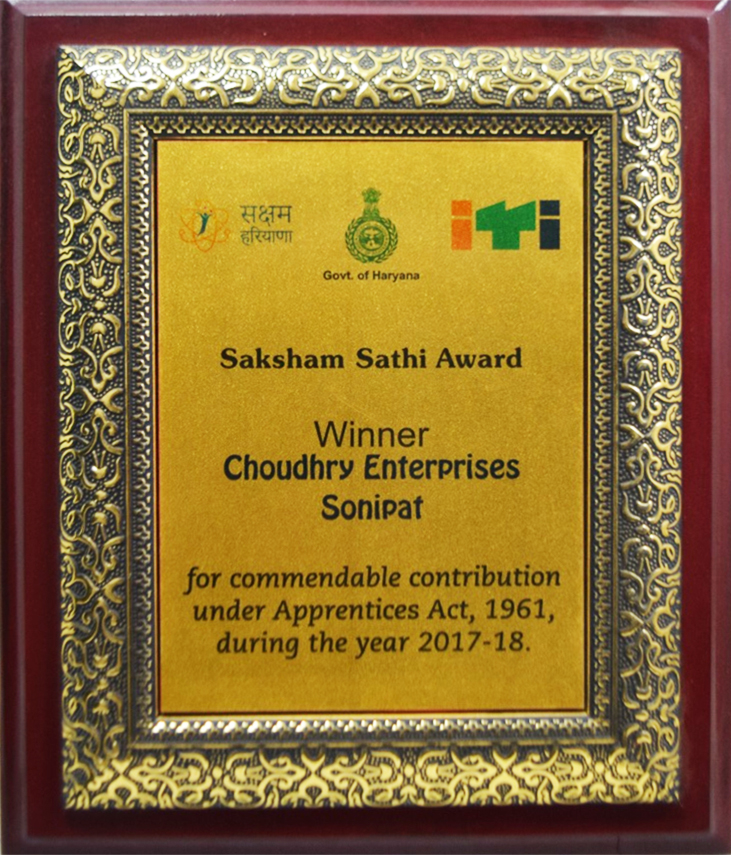 सक्षम
हरियाणा
Govt. of Haryana
iTi
Saksham Sathi Award
Winner
Choudhry Enterprises
Sonipat
for commendable contribution
under Apprentices Act, 1961,
during the year 2017-18.